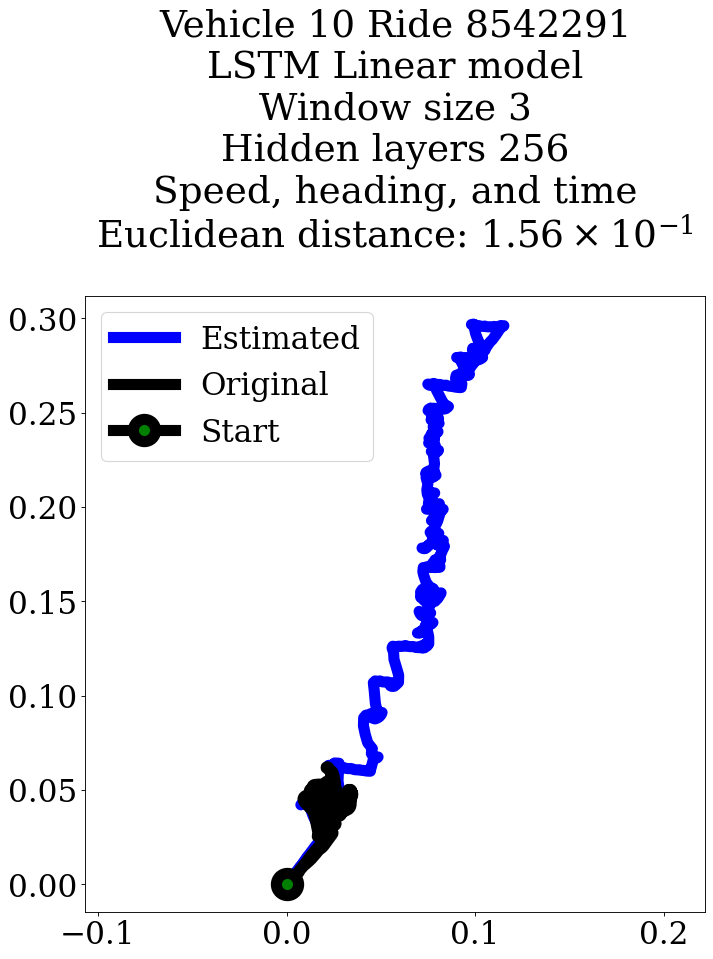 Vehicle 10 Ride 8542291
LSTM Linear model
Window size 3
Hidden layers 256
Speed, heading, and time
Euclidean distance: 1.56 × 10⁻¹
Estimated
Original
Start
0.30
0.25
0.20
0.15
0.10
0.05
0.00
−0.1 0.0 0.1 0.2